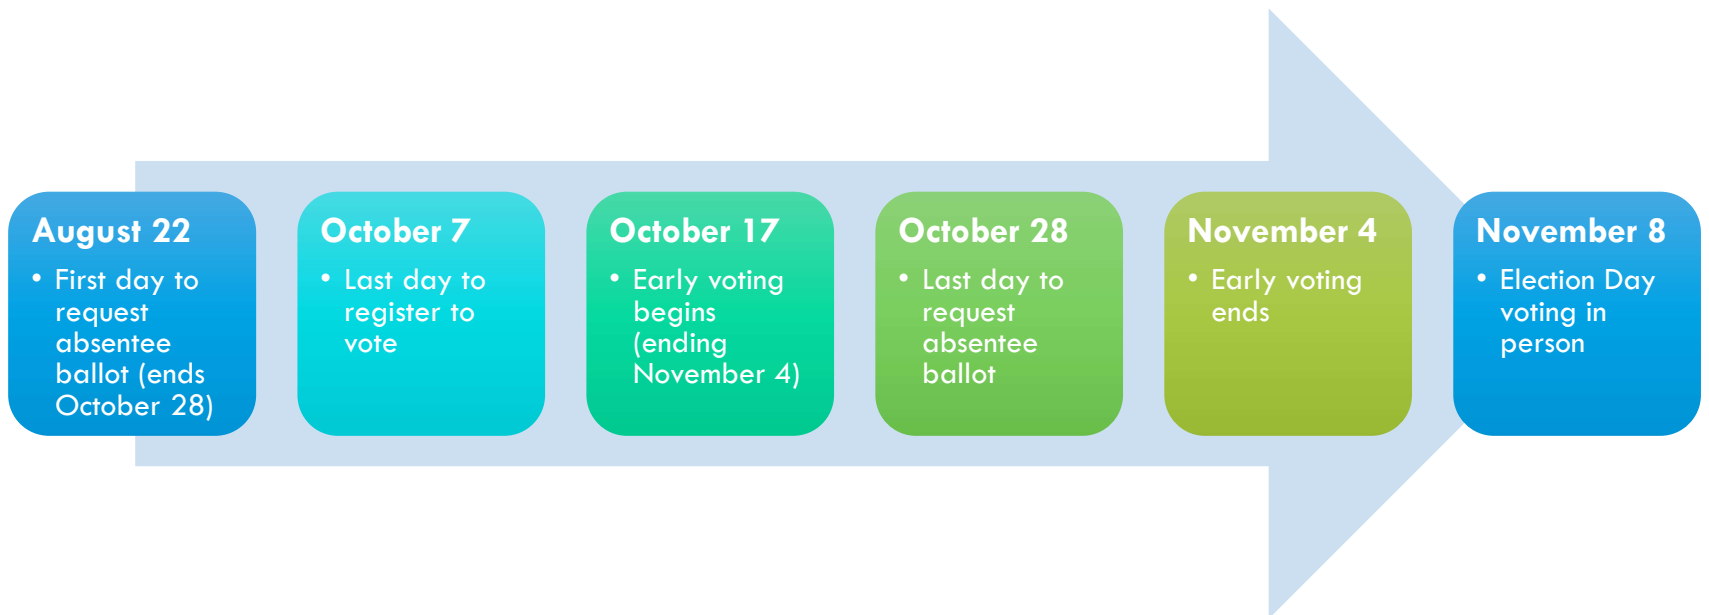 August 22
• First day to
request
absentee
ballot (ends
October 28)
October 7
• Last day to
register to
vote
October 17
• Early voting
begins
(ending
November 4)
October 28
• Last day to
request
absentee
ballot
November 4
• Early voting
ends
November 8
• Election Day
voting in
person